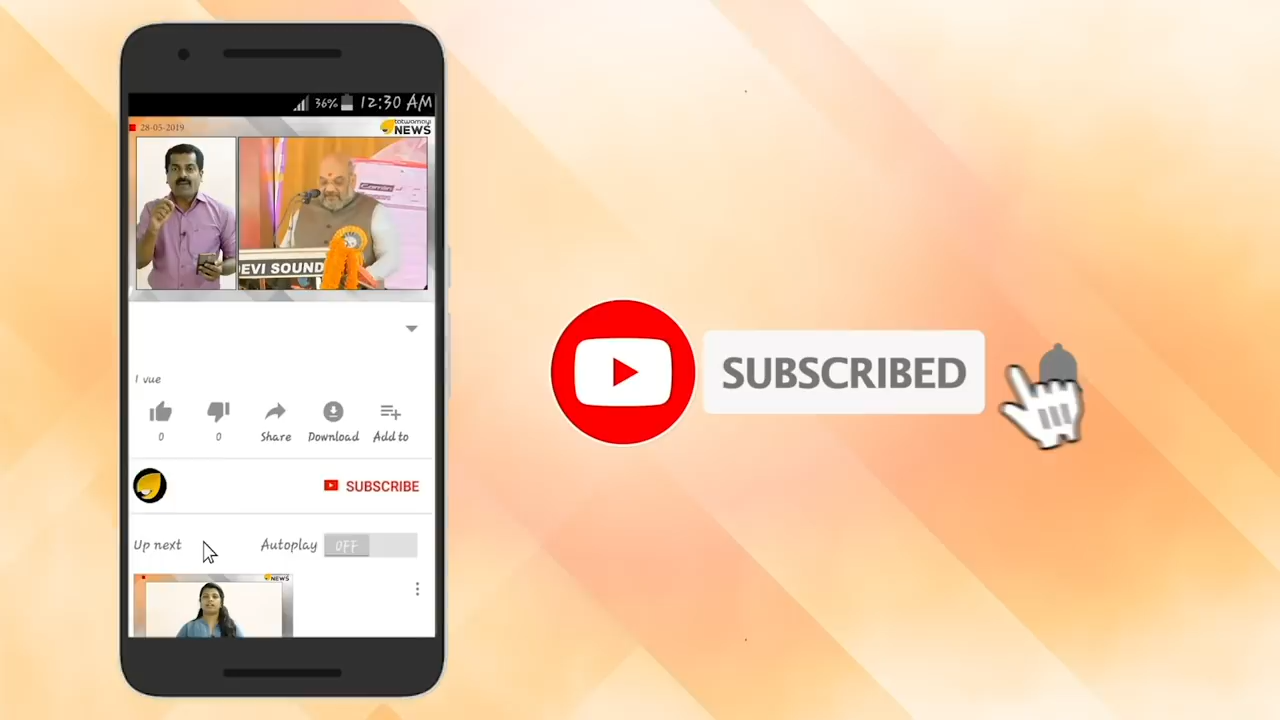 36% 12:30 AM
28-05-2019
tatwamayi
NEWS
DEVI SOUND
1 vue
0
0
Share
Download
Add to
SUBSCRIBE
Up next
Autoplay
OFF
NEWS
SUBSCRIBED